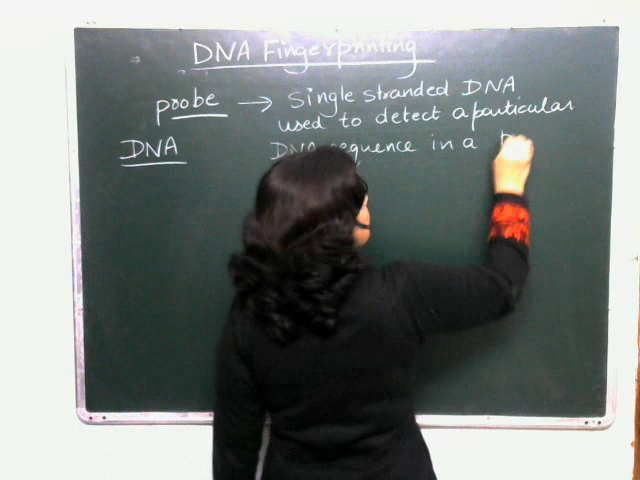 DNA Fingerprinting
poobe → Single stranded DNA
used to detect a particular
DNA
DNA sequence in a